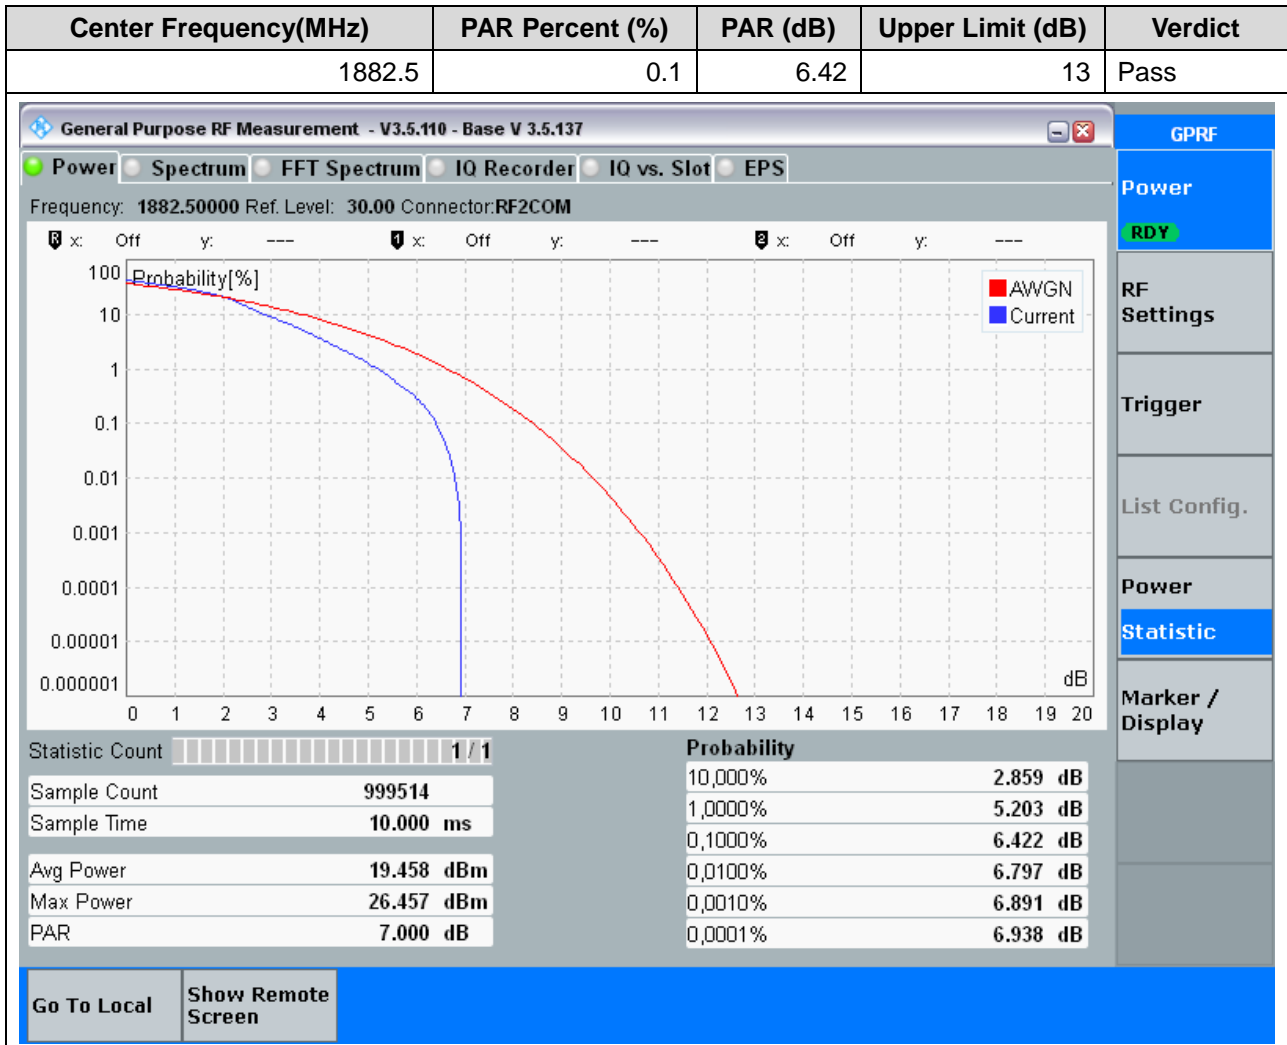 Center Frequency(MHz) PAR Percent (%) PAR (dB) Upper Limit (dB) Verdict
1882.5 0.1 6.42 13 Pass
General Purpose RF Measurement - V3.5.110 - Base V 3.5.137
GPRF
Power Spectrum FFT Spectrum IQ Recorder IQ vs. Slot EPS
Frequency: 1882.50000 Ref. Level: 30.00 Connector:RF2COM
R x: Off y: --- 1 x: Off y: --- 2 x: Off y: ---
Probability[%]
100
10
1
0.1
0.01
0.001
0.0001
0.00001
0.000001
AWGN
Current
dB
0 1 2 3 4 5 6 7 8 9 10 11 12 13 14 15 16 17 18 19 20
Statistic Count 1 / 1
Sample Count 999514
Sample Time 10.000 ms
Avg Power 19.458 dBm
Max Power 26.457 dBm
PAR 7.000 dB
Probability
10,000% 2.859 dB
1,0000% 5.203 dB
0,1000% 6.422 dB
0,0100% 6.797 dB
0,0010% 6.891 dB
0,0001% 6.938 dB
Power
RDY
RF
Settings
Trigger
List Config.
Power
Statistic
Marker /
Display
Go To Local
Show Remote
Screen